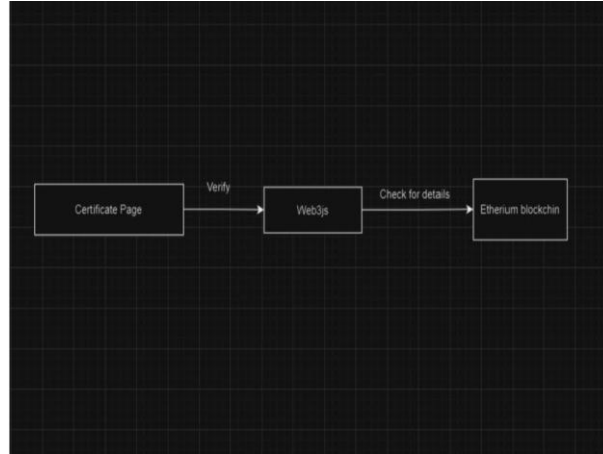 Certificate Page
Verify
Web3js
Check for details
Etherium blockchin